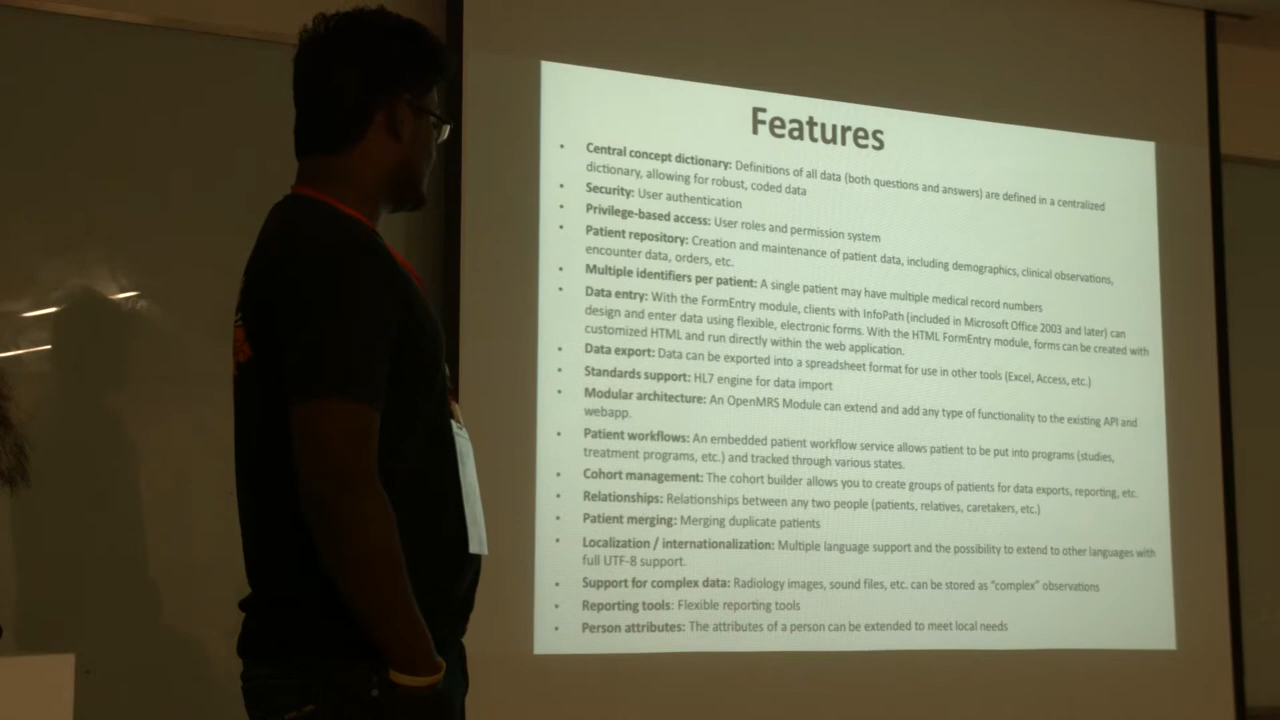 Features
• Central concept dictionary: Definitions of all data (both questions and answers) are defined in a centralized
dictionary, allowing for robust, coded data
• Security: User authentication
• Privilege-based access: User roles and permission system
• Patient repository: Creation and maintenance of patient data, including demographics, clinical observations,
encounter data, orders, etc.
• Multiple identifiers per patient: A single patient may have multiple medical record numbers
• Data entry: With the FormEntry module, clients with InfoPath (included in Microsoft Office 2003 and later) can
design and enter data using flexible, electronic forms. With the HTML FormEntry module, forms can be created with
customized HTML and run directly within the web application.
• Data export: Data can be exported into a spreadsheet format for use in other tools (Excel, Access, etc.)
• Standards support: HL7 engine for data import
• Modular architecture: An OpenMRS Module can extend and add any type of functionality to the existing API and
webapp.
• Patient workflows: An embedded patient workflow service allows patient to be put into programs (studies,
treatment programs, etc.) and tracked through various states.
• Cohort management: The cohort builder allows you to create groups of patients for data exports, reporting, etc.
• Relationships: Relationships between any two people (patients, relatives, caretakers, etc.)
• Patient merging: Merging duplicate patients
• Localization / internationalization: Multiple language support and the possibility to extend to other languages with
full UTF-8 support.
• Support for complex data: Radiology images, sound files, etc. can be stored as “complex” observations
• Reporting tools: Flexible reporting tools
• Person attributes: The attributes of a person can be extended to meet local needs